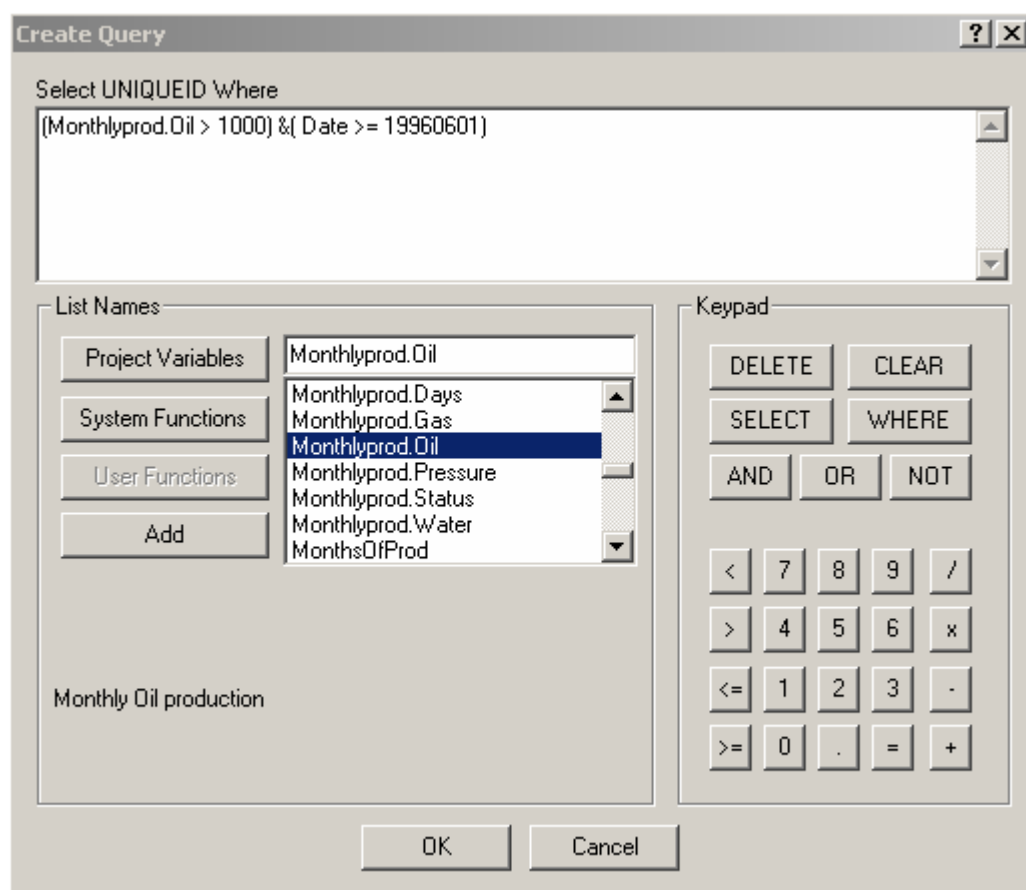 Create Query
? X
Select UNIQUEID Where
(Monthlyprod.Oil > 1000) &( Date >= 19960601)
List Names
Project Variables
System Functions
User Functions
Add
Monthlyprod.Oil
Monthlyprod.Days
Monthlyprod.Gas
Monthlyprod.Oil
Monthlyprod.Pressure
Monthlyprod.Status
Monthlyprod.Water
MonthsOfProd
Monthly Oil production
Keypad
DELETE CLEAR
SELECT WHERE
AND OR NOT
< 7 8 9 /
> 4 5 6 x
<= 1 2 3 -
>= 0 . = +
OK Cancel